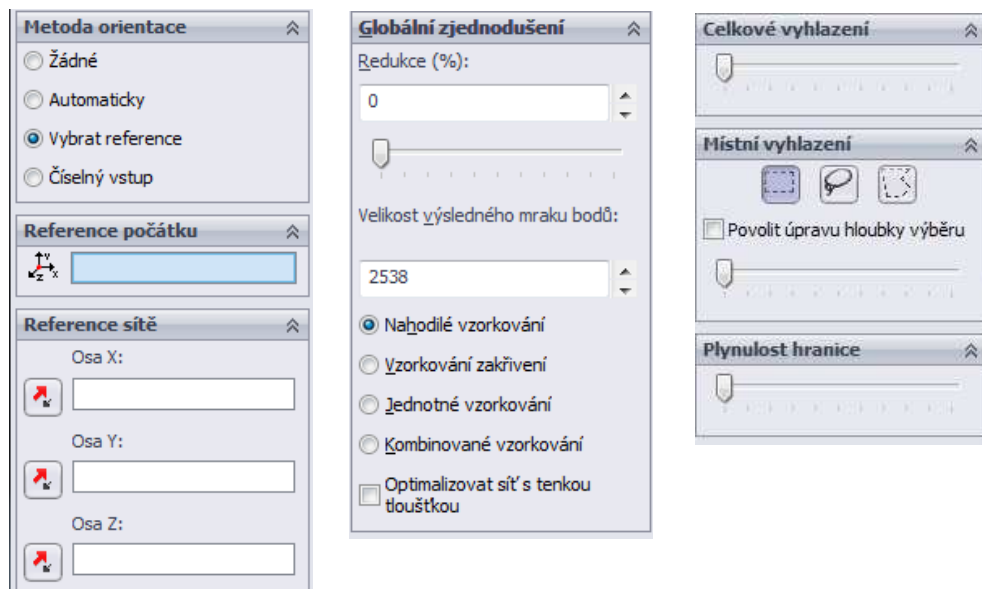 Metoda orientace
Žádné
Automaticky
Vybrat reference
Číselný vstup
Reference počátku
Y
Z
X
Reference sítě
Osa X:
Osa Y:
Osa Z:
Globální zjednodušení
Redukce (%):
0
Velikost výsledného mraku bodů:
2538
Nahodilé vzorkování
Vzorkování zakřivení
Jednotné vzorkování
Kombinované vzorkování
Optimalizovat síť s tenkou
tloušťkou
Celkové vyhlazení
Místní vyhlazení
Povolit úpravu hloubky výběru
Plynulost hranice